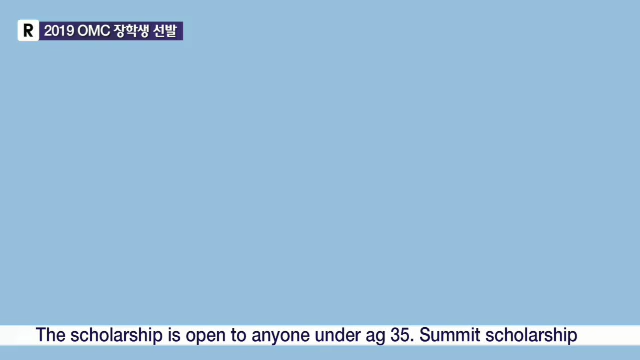 R 2019 OMC 장학생 선발
The scholarship is open to anyone under ag 35. Summit scholarship